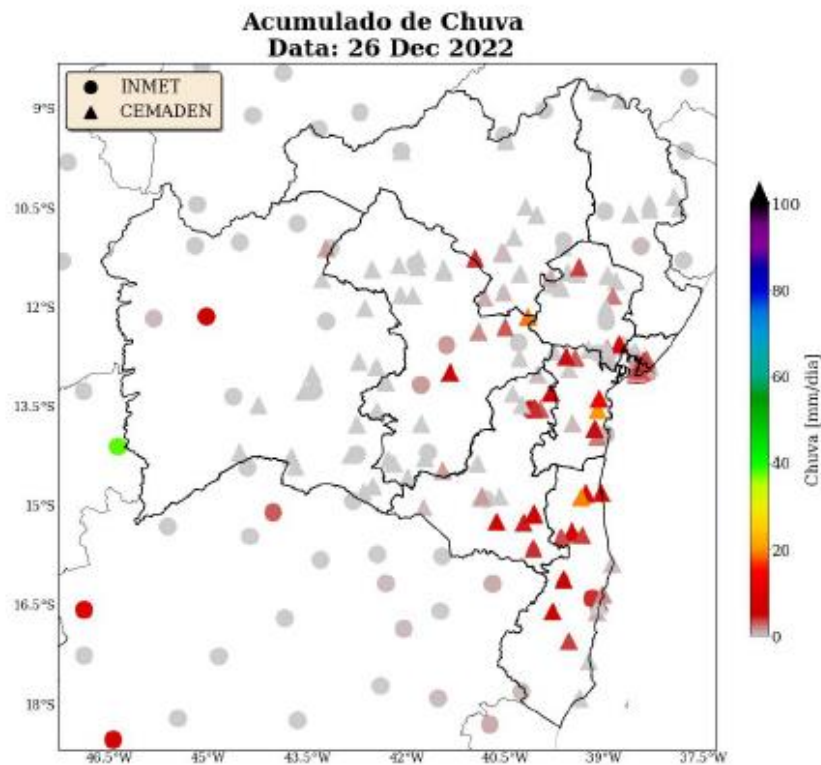 Acumulado de Chuva
Data: 26 Dec 2022
INMET
CEMADEN
9°S
10.5°S
12°S
13.5°S
15°S
16.5°S
18°S
46.5°W
45°W
43.5°W
42°W
40.5°W
39°W
37.5°W
100
80
60
40
20
0
Chuva [mm/dia]